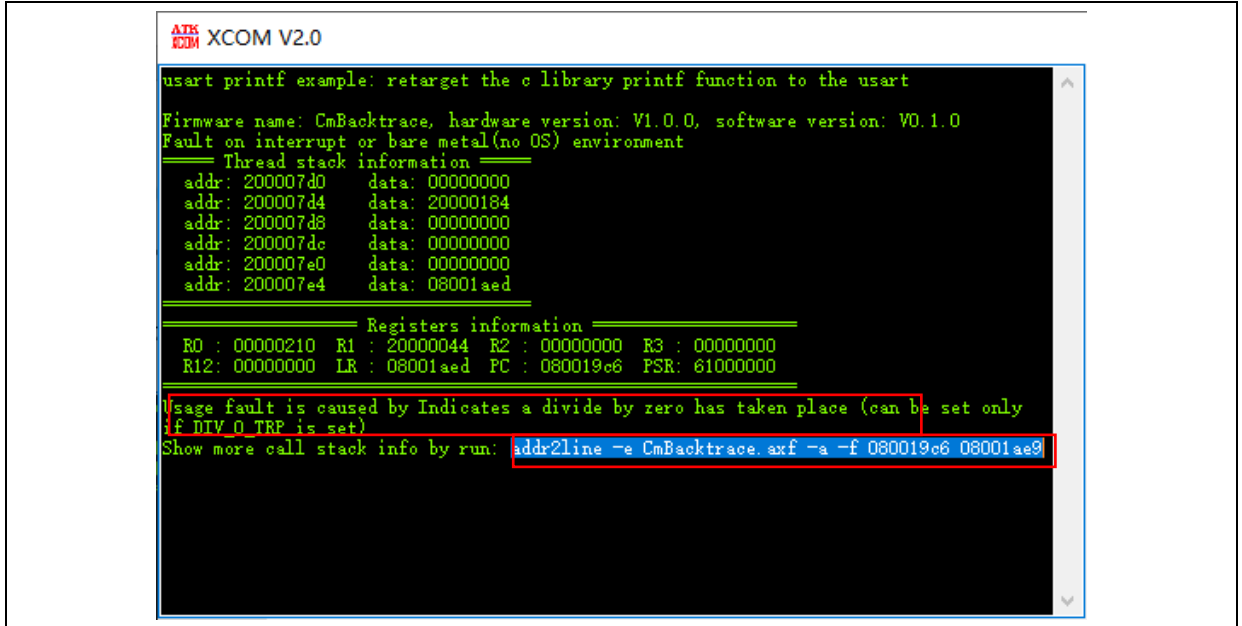 ATK
XCOM
XCOM V2.0
usart printf example: retarget the c library printf function to the usart
Firmware name: CmBacktrace, hardware version: V1.0.0, software version: V0.1.0
Fault on interrupt or bare metal(no OS) environment
===== Thread stack information =====
addr: 200007d0 data: 00000000
addr: 200007d4 data: 20000184
addr: 200007d8 data: 00000000
addr: 200007dc data: 00000000
addr: 200007e0 data: 00000000
addr: 200007e4 data: 08001aed
====================================
=================== Registers information ====================
R0 : 00000210 R1 : 20000044 R2 : 00000000 R3 : 00000000
R12: 00000000 LR : 08001aed PC : 080019c6 PSR: 61000000
==============================================================
Usage fault is caused by Indicates a divide by zero has taken place (can be set only
if DIV_0_TRP is set)
Show more call stack info by run: addr2line -e CmBacktrace.axf -a -f 080019c6 08001ae9